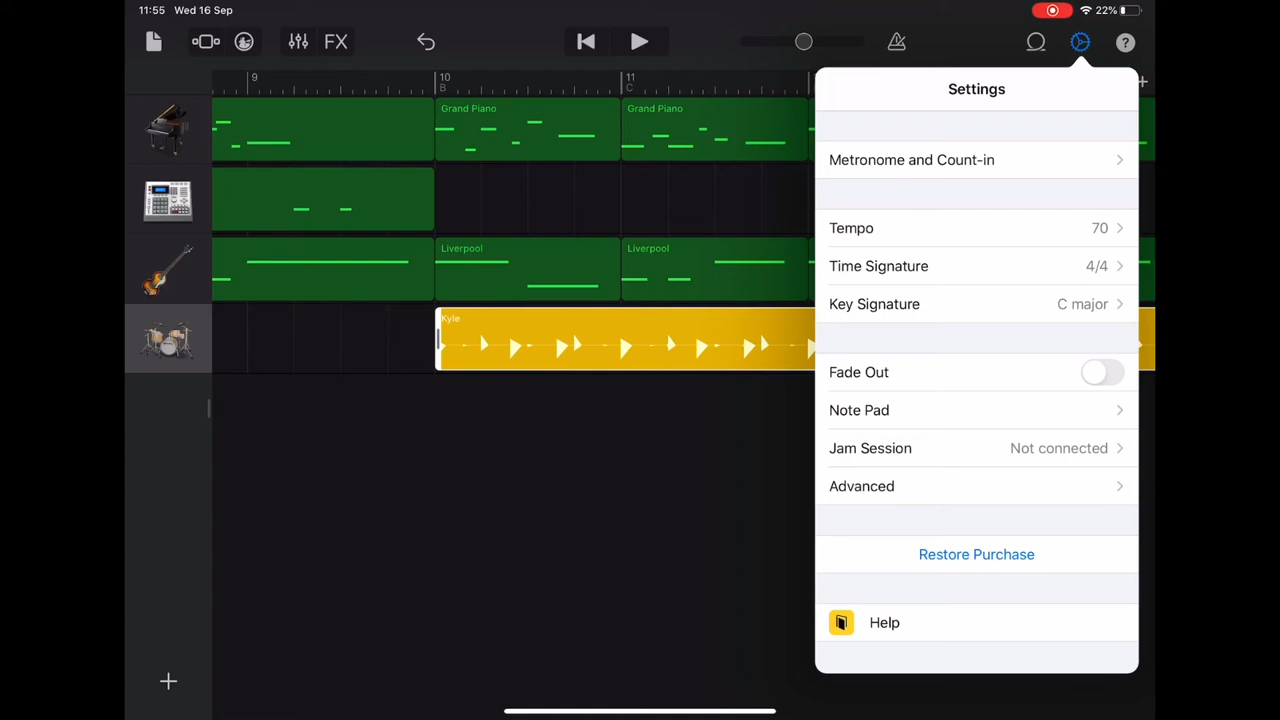 11:55 Wed 16 Sep
22%
FX
?
9 10 11
B C
Settings
Grand Piano Grand Piano
Metronome and Count-in
Tempo 70
Liverpool Liverpool
Time Signature 4/4
Key Signature C major
Kyle
Fade Out
Note Pad
Jam Session Not connected
Advanced
Restore Purchase
Help